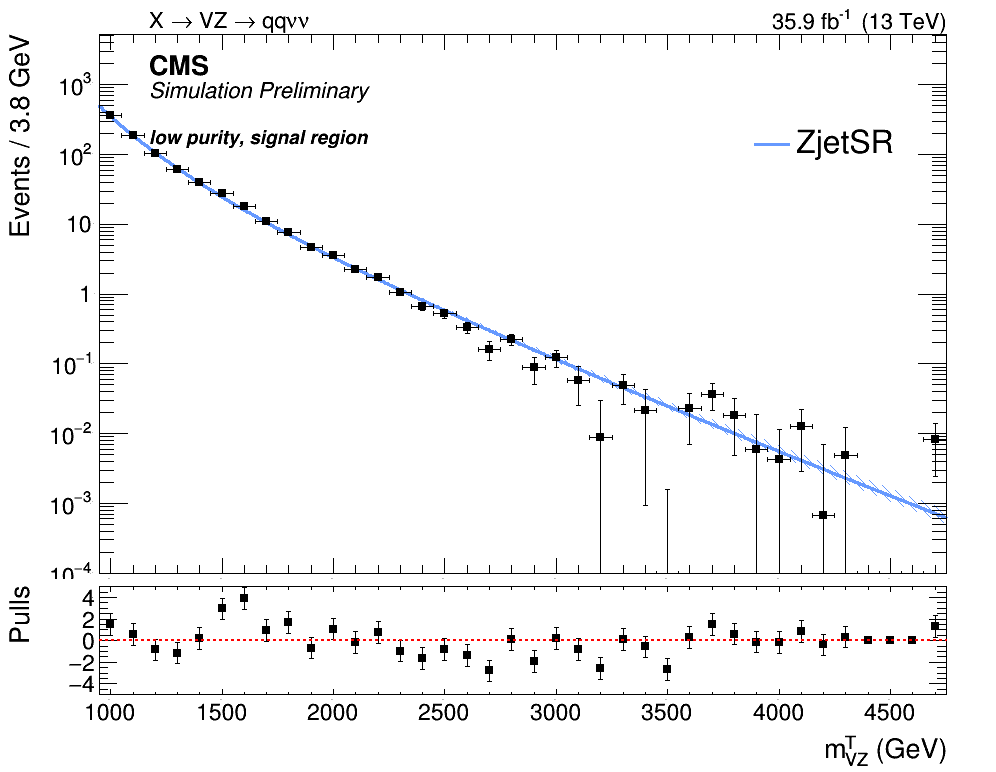 X → VZ → qqνν
35.9 fb⁻¹ (13 TeV)
Events / 3.8 GeV
CMS
Simulation Preliminary
low purity, signal region
ZjetSR
10³
10²
10
1
10⁻¹
10⁻²
10⁻³
10⁻⁴
Pulls
4
2
0
−2
−4
1000 1500 2000 2500 3000 3500 4000 4500
m^T_VZ (GeV)